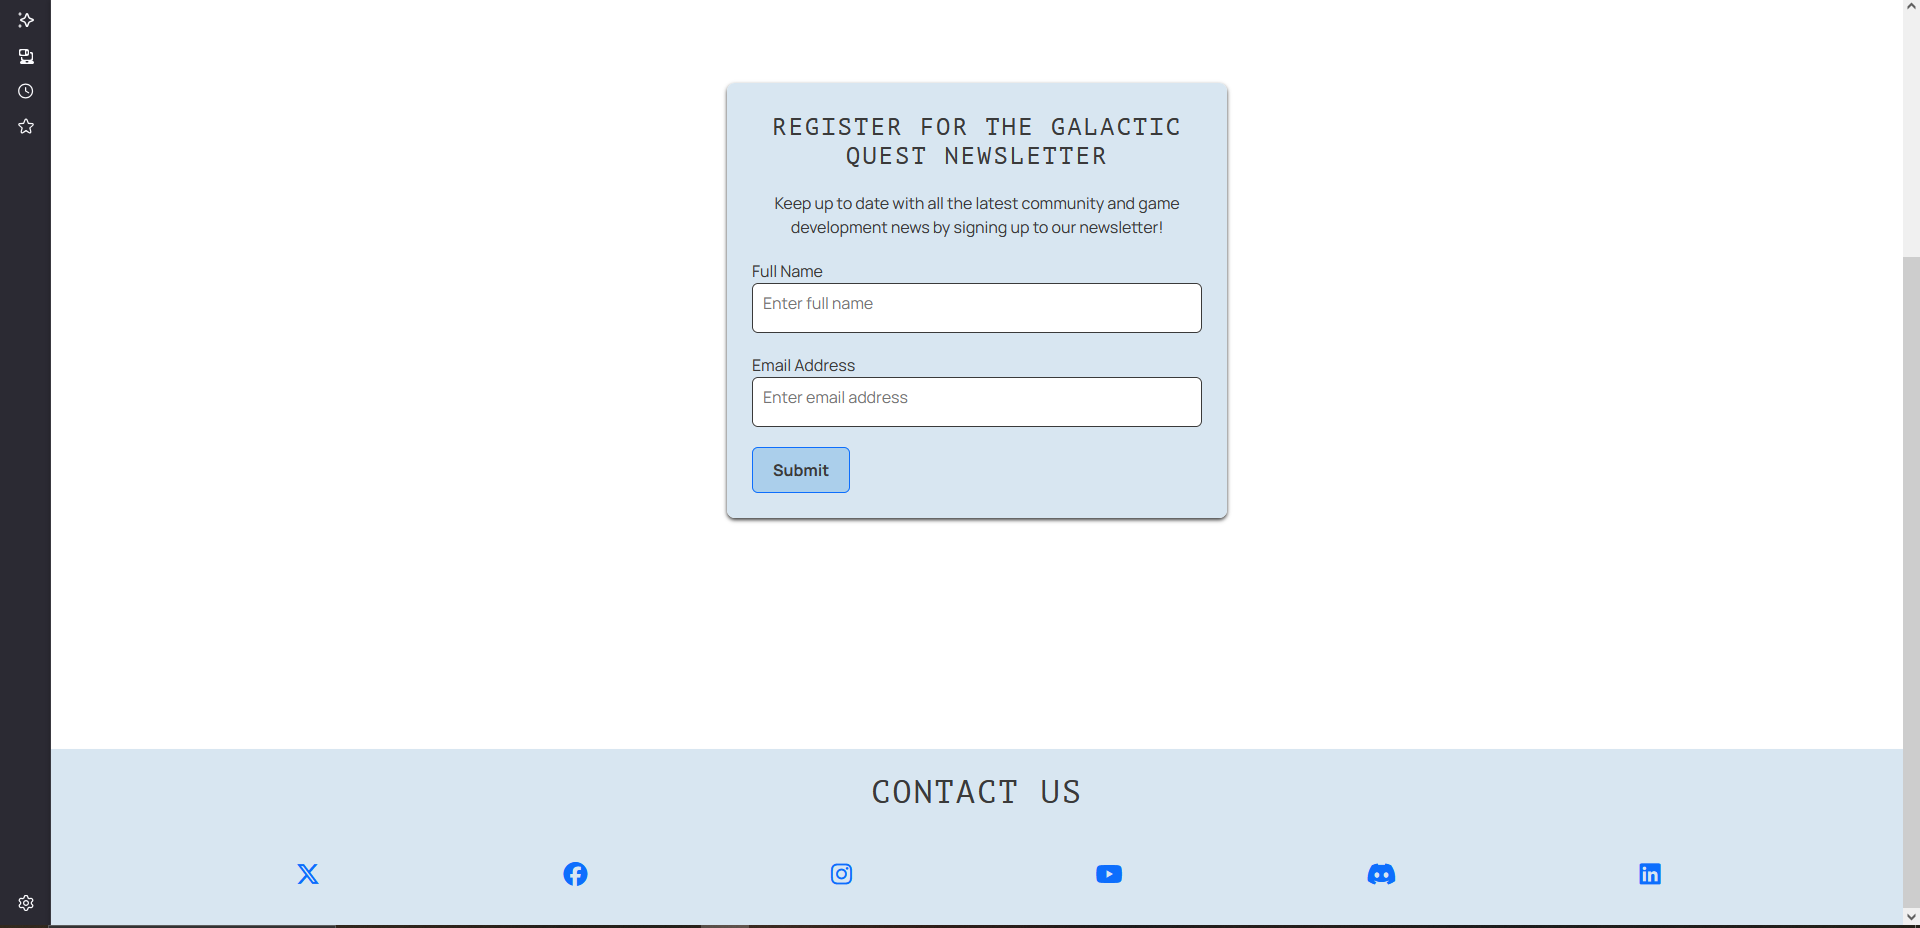 REGISTER FOR THE GALACTIC
QUEST NEWSLETTER
Keep up to date with all the latest community and game
development news by signing up to our newsletter!
Full Name
Enter full name
Email Address
Enter email address
Submit
CONTACT US